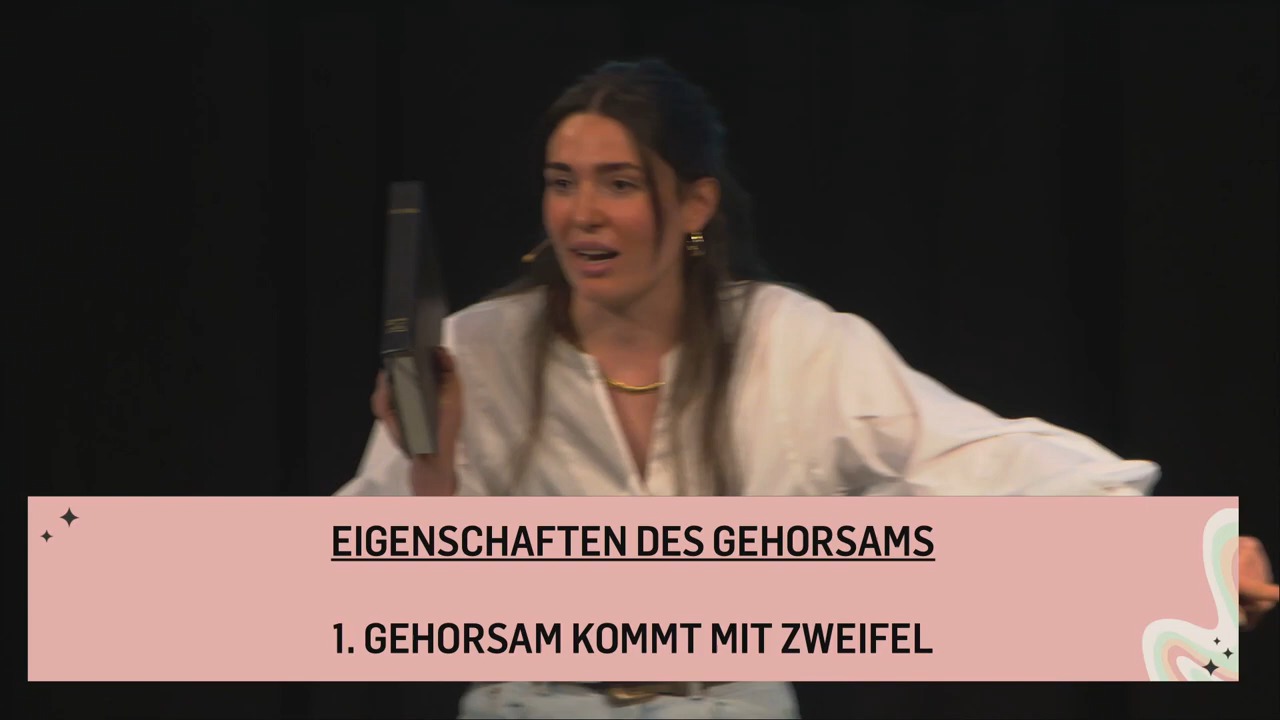 EIGENSCHAFTEN DES GEHORSAMS
1. GEHORSAM KOMMT MIT ZWEIFEL